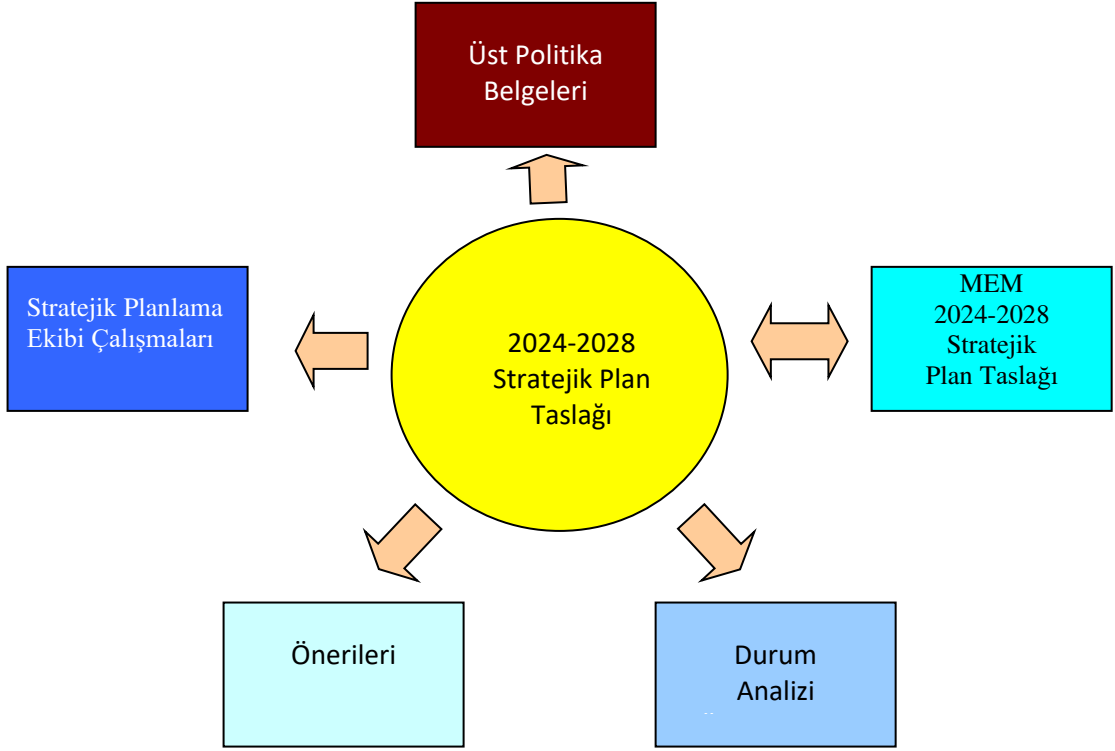 Üst Politika
Belgeleri
Stratejik Planlama
Ekibi Çalışmaları
2024-2028
Stratejik Plan
Taslağı
MEM
2024-2028
Stratejik
Plan Taslağı
Önerileri
Durum
Analizi